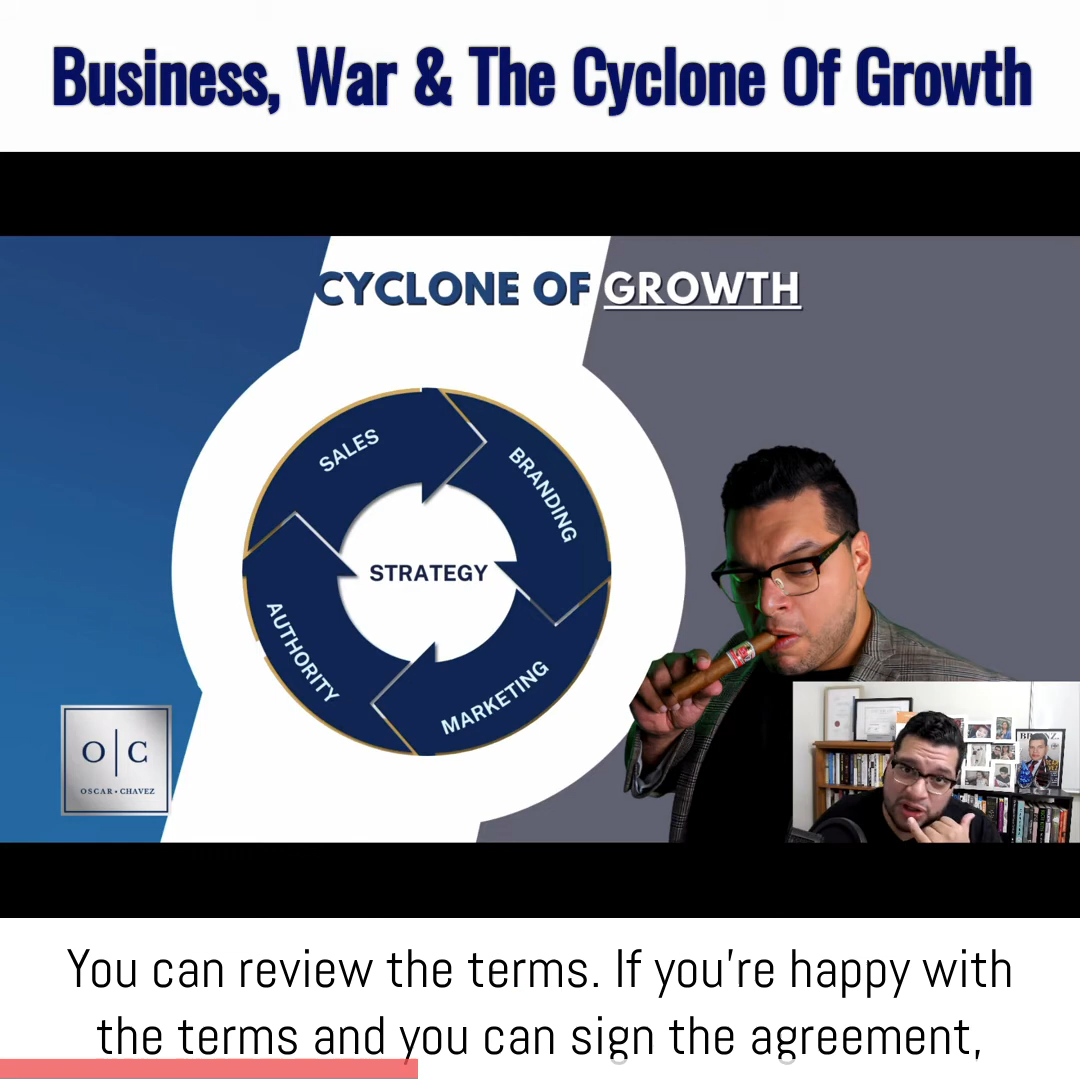 Business, War & The Cyclone Of Growth
CYCLONE OF GROWTH
SALES
BRANDING
STRATEGY
AUTHORITY
MARKETING
O|C
OSCAR • CHAVEZ
You can review the terms. If you're happy with
the terms and you can sign the agreement,